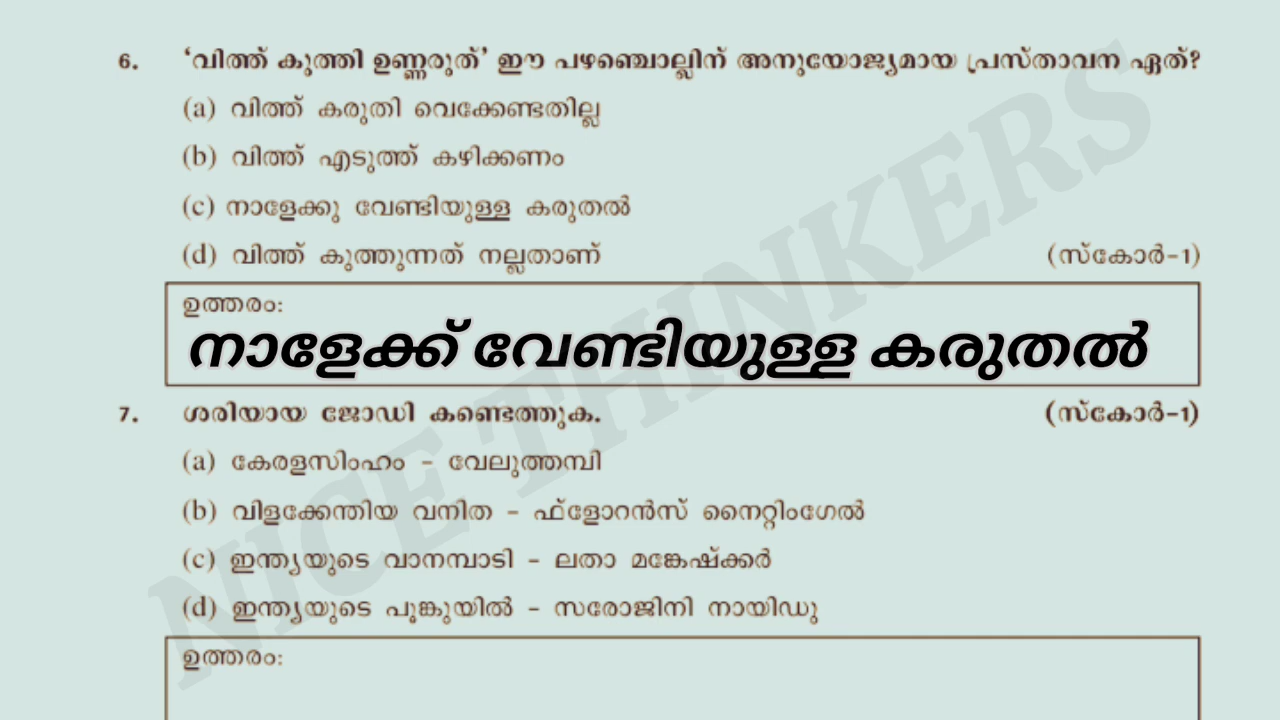 6. ‘വിത്ത് കുത്തി ഉണ്ണരുത്’ ഈ പഴഞ്ചൊല്ലിന് അനുയോജ്യമായ പ്രസ്താവന ഏത്?
(a) വിത്ത് കരുതി വെക്കേണ്ടതില്ല
(b) വിത്ത് എടുത്ത് കഴിക്കണം
(c) നാളേക്കു വേണ്ടിയുള്ള കരുതൽ
(d) വിത്ത് കുത്തുന്നത് നല്ലതാണ് (സ്കോർ-1)
ഉത്തരം:
നാളേക്ക് വേണ്ടിയുള്ള കരുതൽ
7. ശരിയായ ജോഡി കണ്ടെത്തുക. (സ്കോർ-1)
(a) കേരളസിംഹം - വേലുത്തമ്പി
(b) വിളക്കേന്തിയ വനിത - ഫ്ളോറൻസ് നൈറ്റിംഗേൽ
(c) ഇന്ത്യയുടെ വാനമ്പാടി - ലതാ മങ്കേഷ്ക്കർ
(d) ഇന്ത്യയുടെ പൂങ്കുയിൽ - സരോജിനി നായിഡു
ഉത്തരം:
NICE THINKERS